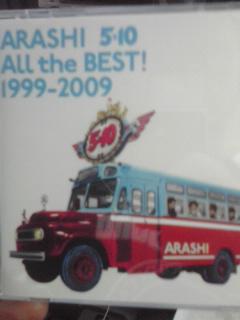 ARASHI 5•10
All the BEST!
1999-2009
5•10
ARASHI